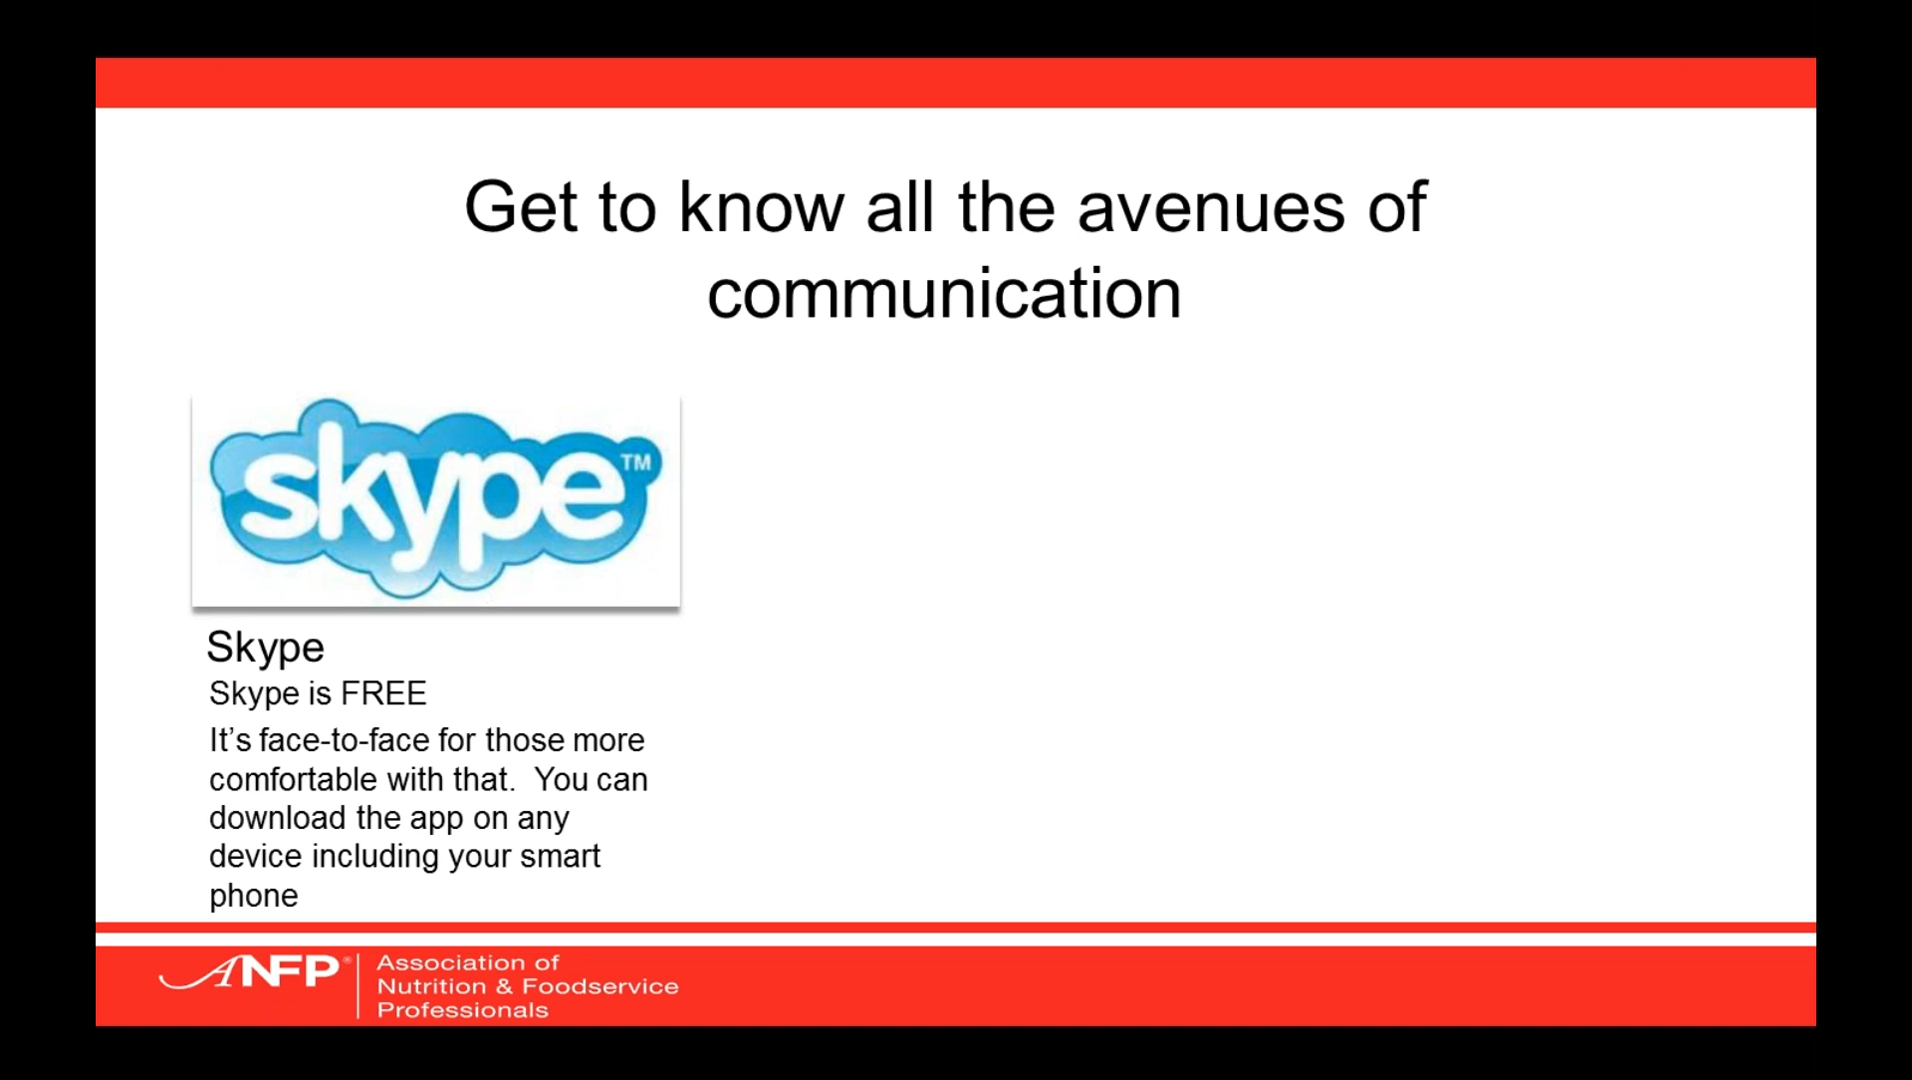 Get to know all the avenues of
communication
skype™
Skype
Skype is FREE
It’s face-to-face for those more
comfortable with that.  You can
download the app on any
device including your smart
phone
ANFP®
Association of
Nutrition & Foodservice
Professionals